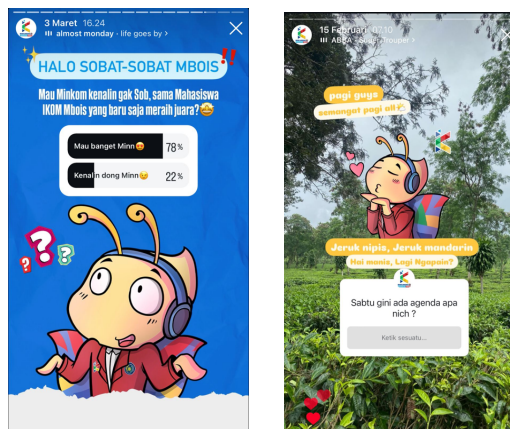 3 Maret 16.24
almost monday · life goes by >
HALO SOBAT-SOBAT MBOIS
Mau Minkom kenalin gak Sob, sama Mahasiswa
IKOM Mbois yang baru saja meraih juara?🤩
Mau banget Minn😍 78%
Kenalin dong Minn😉 22%
15 Februari 07.10
ABBA · Super Trouper >
pagi guys
semangat pagi all
Jeruk nipis, Jeruk mandarin
Hai manis, Lagi Ngapain?
Sabtu gini ada agenda apa
nich ?
Ketik sesuatu...